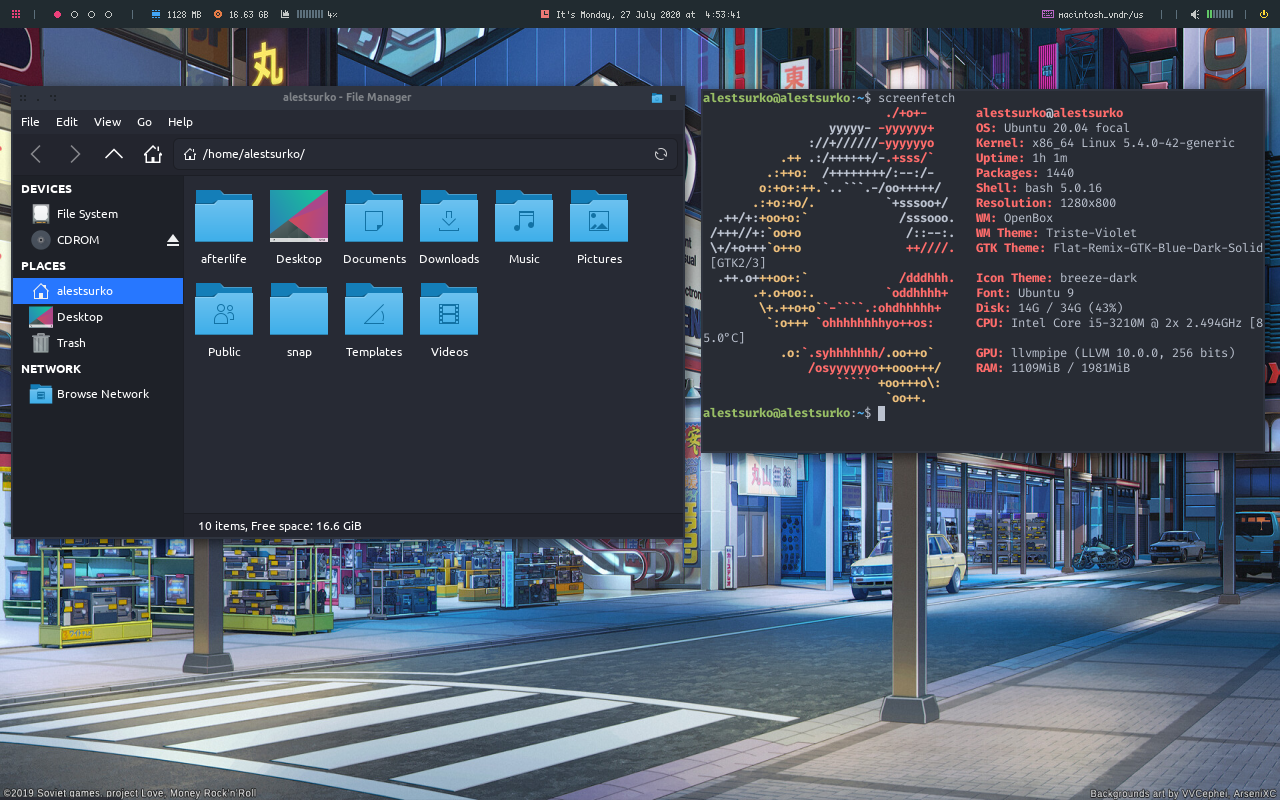 1128 MB
16.63 GB
4%
It's Monday, 27 July 2020 at 4:53:41
macintosh_vndr/us
丸
東
alestsurko - File Manager
File Edit View Go Help
/home/alestsurko/
DEVICES
File System
CDROM
PLACES
alestsurko
Desktop
Trash
NETWORK
Browse Network
afterlife Desktop Documents Downloads Music Pictures
Public snap Templates Videos
10 items, Free space: 16.6 GiB
alestsurko@alestsurko:~$ screenfetch
./+o+- alestsurko@alestsurko
yyyyy- -yyyyyy+ OS: Ubuntu 20.04 focal
://+//////-yyyyyyo Kernel: x86_64 Linux 5.4.0-42-generic
.++ .:/++++++/-.+sss/` Uptime: 1h 1m
.:++o: /++++++++/:--:/- Packages: 1440
o:+o+:++.`..```.-/oo+++++/ Shell: bash 5.0.16
.:+o:+o/. `+sssoo+/ Resolution: 1280x800
.++/+:+oo+o:` /sssooo. WM: OpenBox
/+++//+:`oo+o /::--:. WM Theme: Triste-Violet
\+/+o+++`o++o ++////. GTK Theme: Flat-Remix-GTK-Blue-Dark-Solid
[GTK2/3]
.++.o+++oo+:` /dddhhh. Icon Theme: breeze-dark
.+.o+oo:. `oddhhhh+ Font: Ubuntu 9
\+.++o+o``-````.:ohdhhhhh+ Disk: 14G / 34G (43%)
`:o+++ `ohhhhhhhhyo++os: CPU: Intel Core i5-3210M @ 2x 2.494GHz [8
5.0°C]
.o:`.syhhhhhhh/.oo++o` GPU: llvmpipe (LLVM 10.0.0, 256 bits)
/osyyyyyyo++ooo+++/ RAM: 1109MiB / 1981MiB
````` +oo+++o\:
`oo++.
alestsurko@alestsurko:~$
©2019 Soviet games, project Love, Money Rock'n'Roll
Backgrounds art by VVCephei, ArseniXC